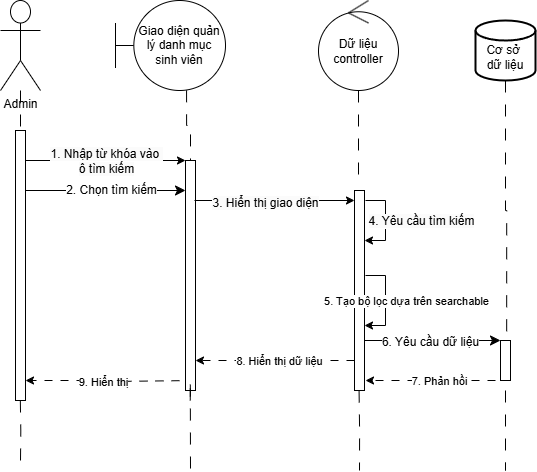 Giao diện quản
lý danh mục
sinh viên
Dữ liệu
controller
Cơ sở
dữ liệu
Admin
1. Nhập từ khóa vào
ô tìm kiếm
2. Chọn tìm kiếm
3. Hiển thị giao diện
4. Yêu cầu tìm kiếm
5. Tạo bộ lọc dựa trên searchable
6. Yêu cầu dữ liệu
8. Hiển thị dữ liệu
9. Hiển thị
7. Phản hồi